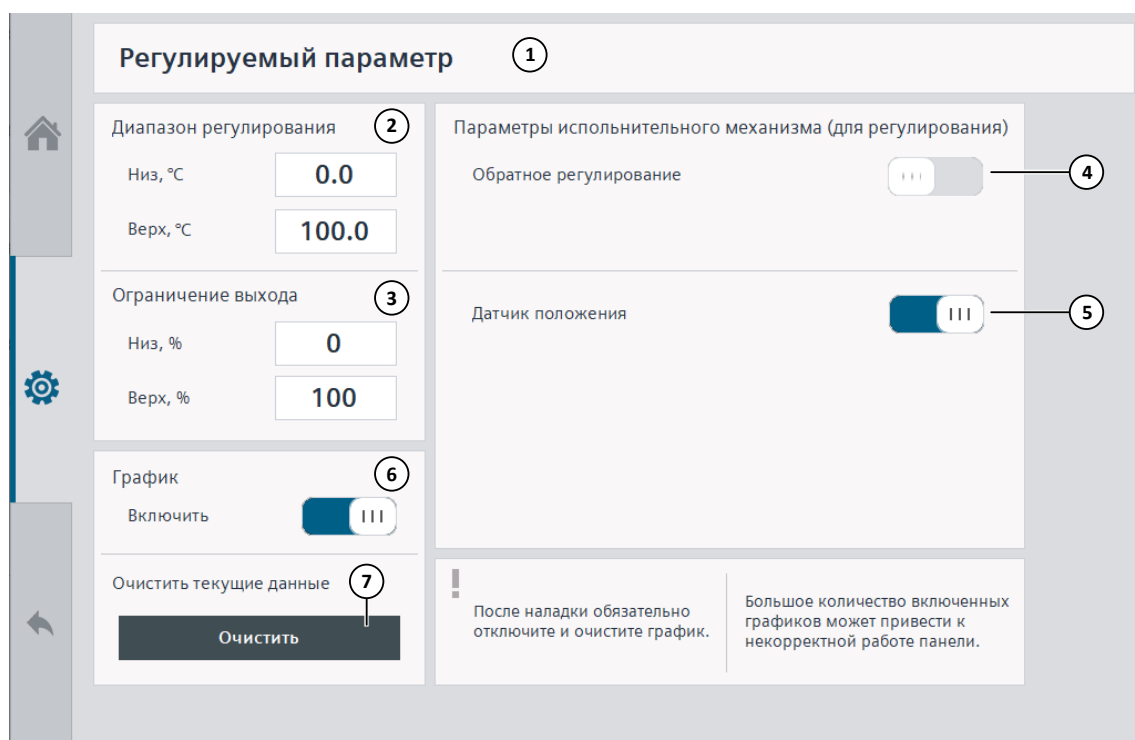 Регулируемый параметр 1
Диапазон регулирования 2
Низ, °C 0.0
Верх, °C 100.0
Ограничение выхода 3
Низ, % 0
Верх, % 100
График 6
Включить
Очистить текущие данные 7
Очистить
Параметры испольнительного механизма (для регулирования)
Обратное регулирование 4
Датчик положения 5
!
После наладки обязательно
отключите и очистите график.
Большое количество включенных
графиков может привести к
некорректной работе панели.